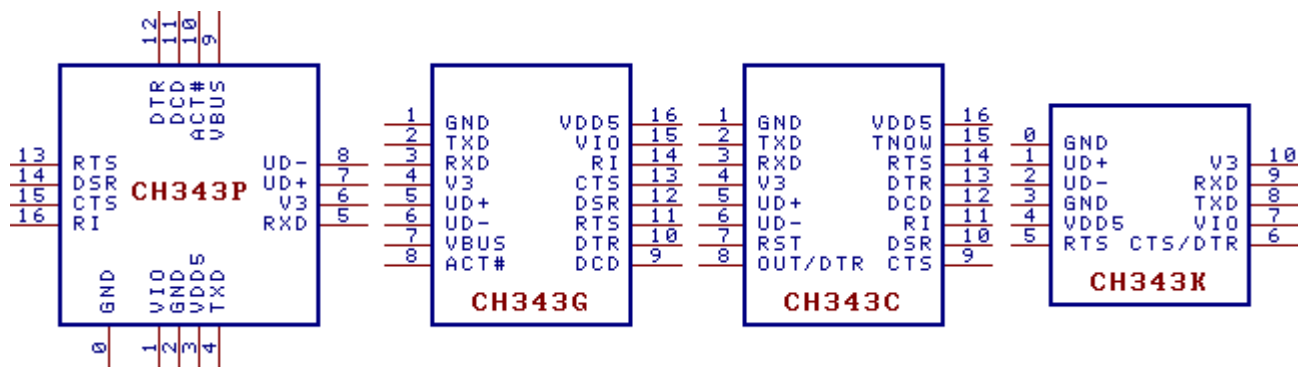 12 11 10 9
DTR DCD ACT# VBUS
13 RTS UD- 8
14 DSR UD+ 7
15 CTS V3 6
16 RI RXD 5
CH343P
GND VIO GND VDD5 TXD
0 1 2 3 4
1 GND VDD5 16
2 TXD VIO 15
3 RXD RI 14
4 V3 CTS 13
5 UD+ DSR 12
6 UD- RTS 11
7 VBUS DTR 10
8 ACT# DCD 9
CH343G
1 GND VDD5 16
2 TXD TNOW 15
3 RXD RTS 14
4 V3 DTR 13
5 UD+ DCD 12
6 UD- RI 11
7 RST DSR 10
8 OUT/DTR CTS 9
CH343C
0 GND
1 UD+ V3 10
2 UD- RXD 9
3 GND TXD 8
4 VDD5 VIO 7
5 RTS CTS/DTR 6
CH343K